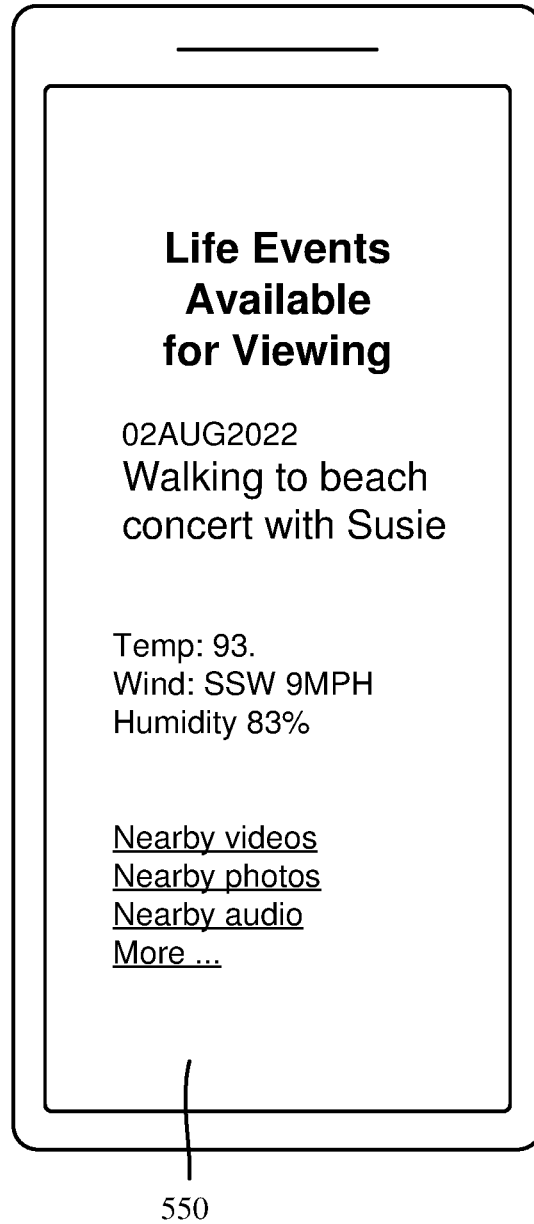 Life Events
Available
for Viewing
02AUG2022
Walking to beach
concert with Susie
Temp: 93.
Wind: SSW 9MPH
Humidity 83%
Nearby videos
Nearby photos
Nearby audio
More ...
550